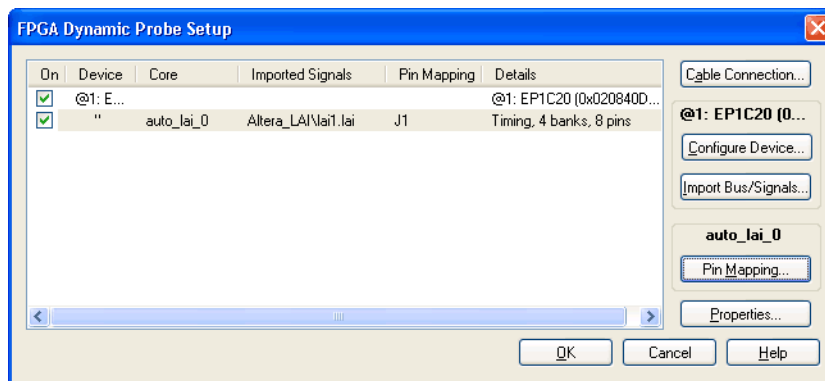 FPGA Dynamic Probe Setup
On Device Core Imported Signals Pin Mapping Details
@1: E... @1: EP1C20 (0x020840D...
" auto_lai_0 Altera_LAI\lai1.lai J1 Timing, 4 banks, 8 pins
Cable Connection...
@1: EP1C20 (0...
Configure Device...
Import Bus/Signals...
auto_lai_0
Pin Mapping...
Properties...
OK Cancel Help